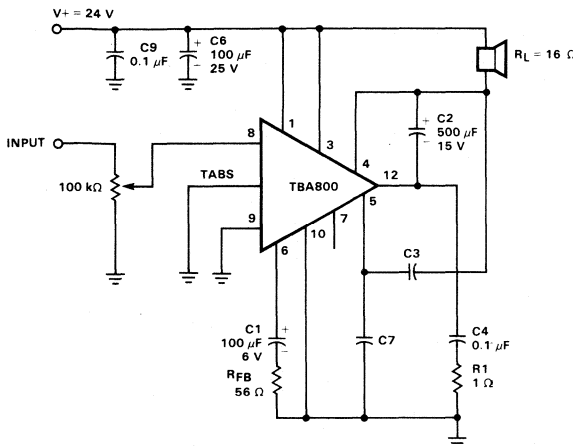 V+ = 24 V
C9
0.1 µF
+ C6
100 µF
− 25 V
RL = 16 Ω
1
3
+ C2
500 µF
− 15 V
INPUT
8
4
100 kΩ
TABS
TBA800
12
5
9
7
10
6
C3
C1 +
100 µF
6 V −
C7
C4
0.1 µF
RFB
56 Ω
R1
1 Ω